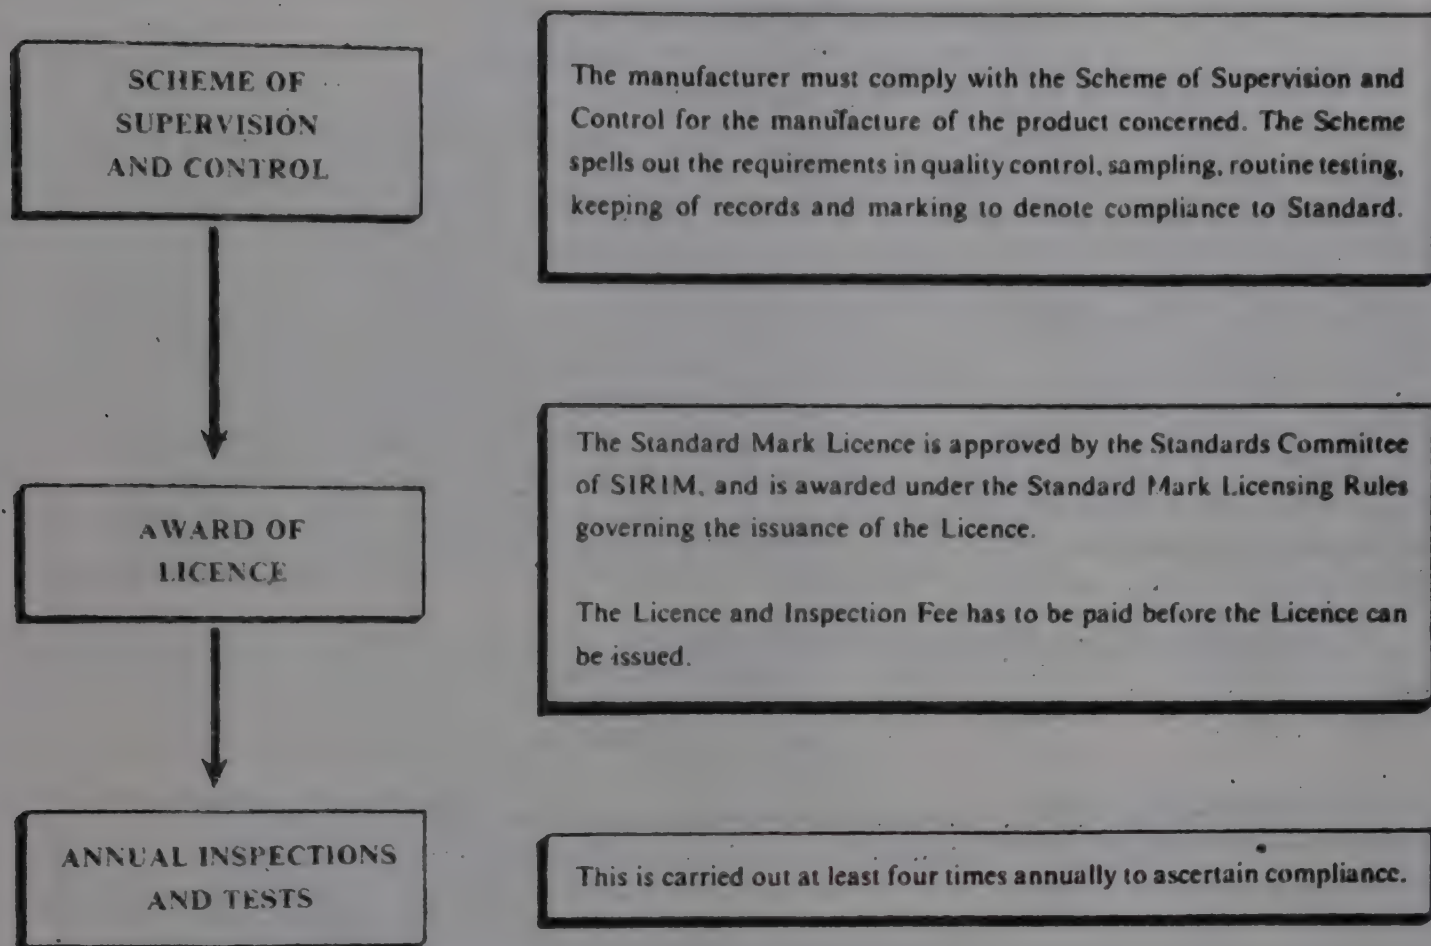 SCHEME OF
SUPERVISION
AND CONTROL
The manufacturer must comply with the Scheme of Supervision and
Control for the manufacture of the product concerned. The Scheme
spells out the requirements in quality control, sampling, routine testing,
keeping of records and marking to denote compliance to Standard.
AWARD OF
LICENCE
The Standard Mark Licence is approved by the Standards Committee
of SIRIM, and is awarded under the Standard Mark Licensing Rules
governing the issuance of the Licence.
The Licence and Inspection Fee has to be paid before the Licence can
be issued.
ANNUAL INSPECTIONS
AND TESTS
This is carried out at least four times annually to ascertain compliance.